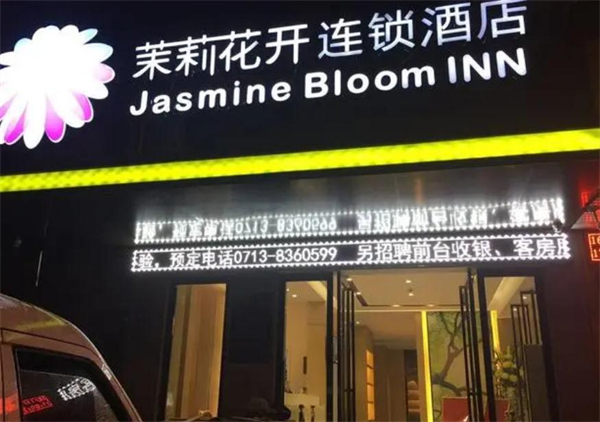 茉莉花开连锁酒店
Jasmine Bloom INN
验、预定电话0713-8360599 另招聘前台收银、客房